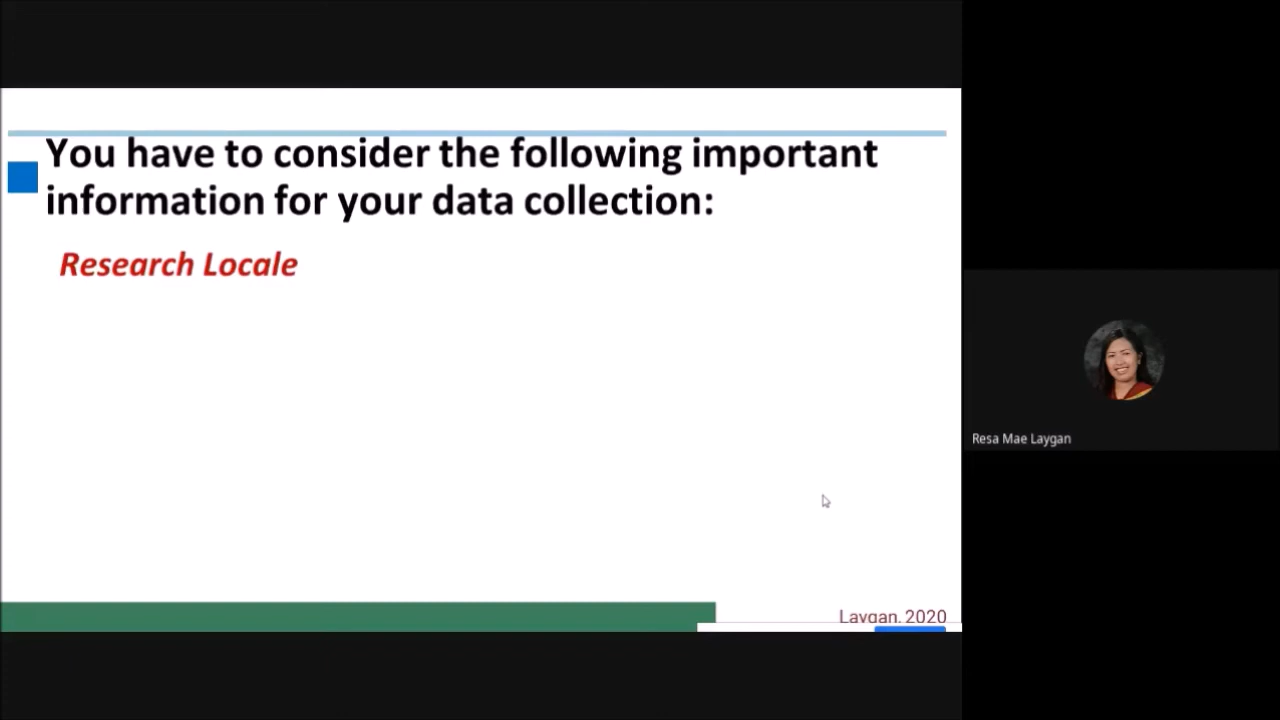 You have to consider the following important
information for your data collection:
Research Locale
Resa Mae Laygan
Laygan, 2020